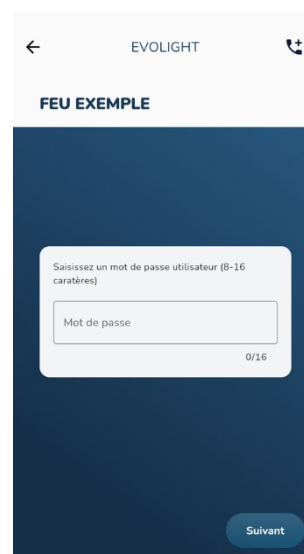 EVOLIGHT
FEU EXEMPLE
Saisissez un mot de passe utilisateur (8-16
caratères)
Mot de passe
0/16
Suivant